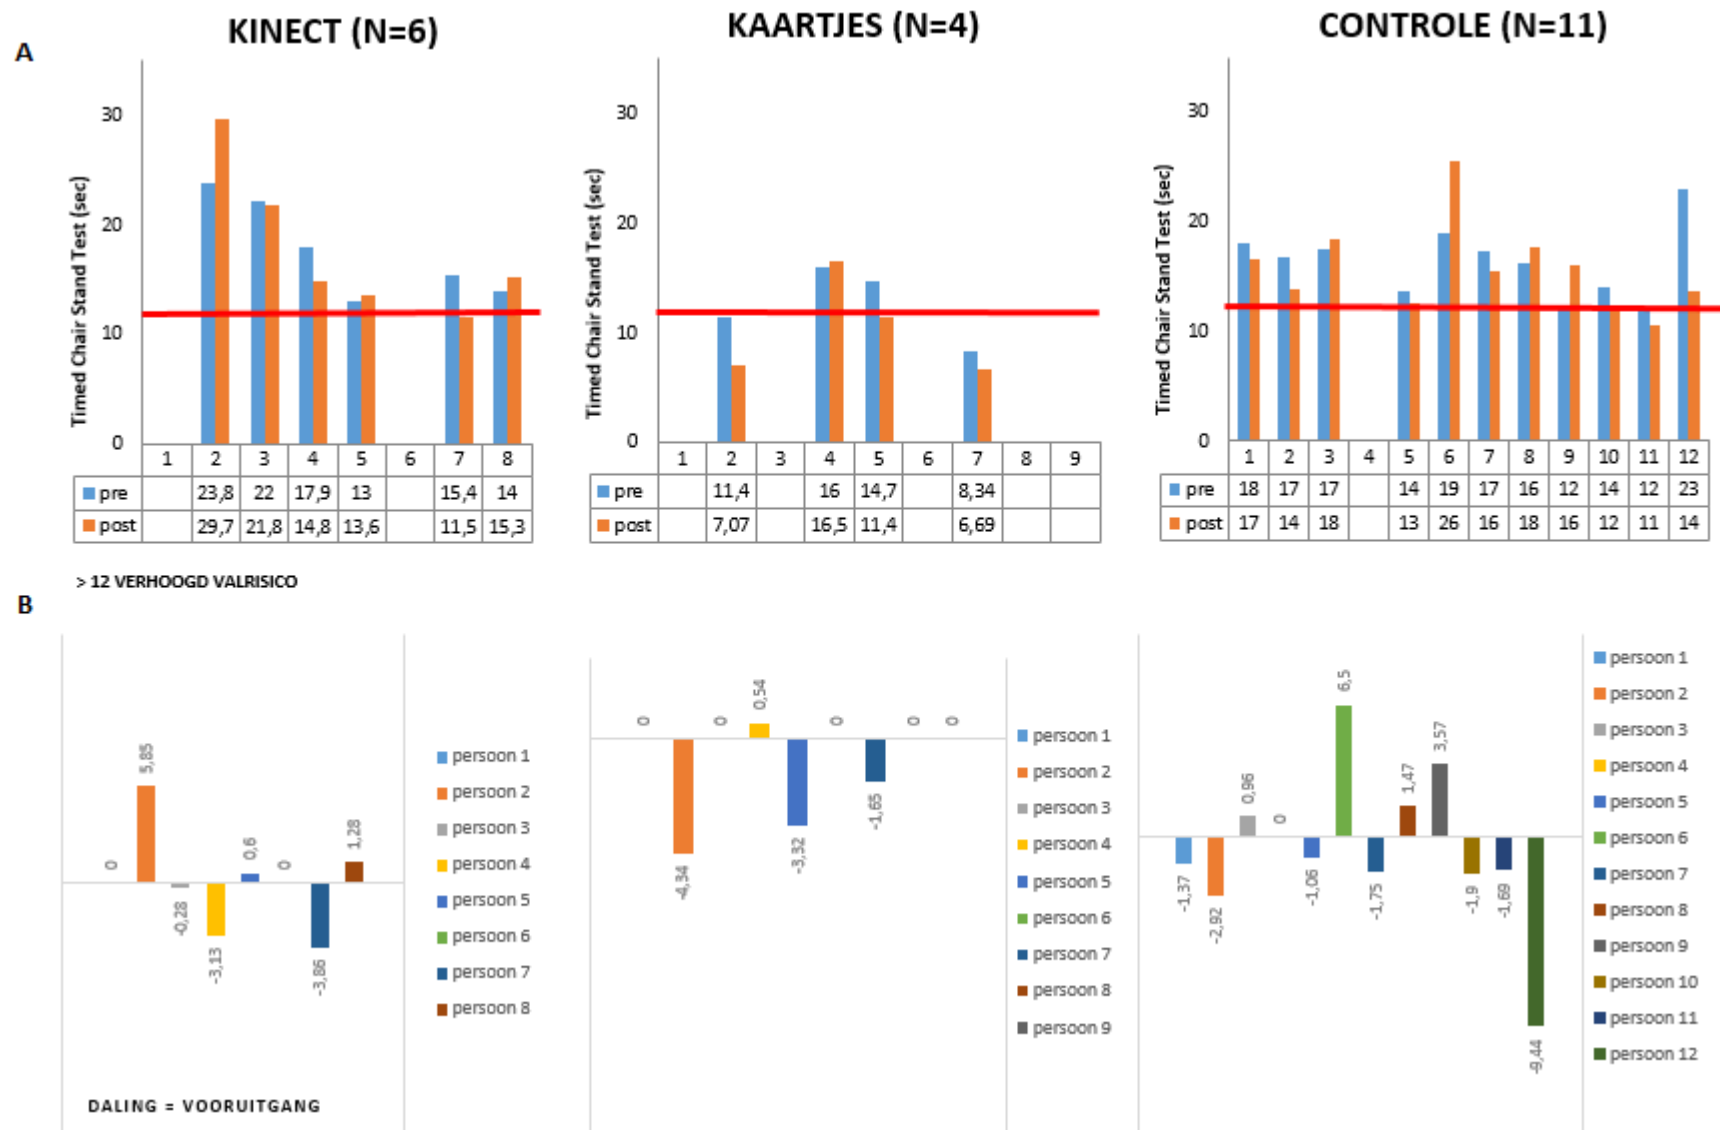 KINECT (N=6)
KAARTJES (N=4)
CONTROLE (N=11)
A
Timed Chair Stand Test (sec)
30
20
10
0
1 2 3 4 5 6 7 8
pre 23,8 22 17,9 13 15,4 14
post 29,7 21,8 14,8 13,6 11,5 15,3
Timed Chair Stand Test (sec)
30
20
10
0
1 2 3 4 5 6 7 8 9
pre 11,4 16 14,7 8,34
post 7,07 16,5 11,4 6,69
Timed Chair Stand Test (sec)
30
20
10
0
1 2 3 4 5 6 7 8 9 10 11 12
pre 18 17 17 14 19 17 16 12 14 12 23
post 17 14 18 13 26 16 18 16 12 11 14
> 12 VERHOOGD VALRISICO
B
0 5,85 -0,28 -3,13 0,6 0 -3,86 1,28
persoon 1
persoon 2
persoon 3
persoon 4
persoon 5
persoon 6
persoon 7
persoon 8
DALING = VOORUITGANG
0 -4,34 0 0,54 -3,32 0 -1,65 0 0
persoon 1
persoon 2
persoon 3
persoon 4
persoon 5
persoon 6
persoon 7
persoon 8
persoon 9
-1,37 -2,92 0,96 0 -1,06 6,5 -1,75 1,47 3,57 -1,9 -1,69 -9,44
persoon 1
persoon 2
persoon 3
persoon 4
persoon 5
persoon 6
persoon 7
persoon 8
persoon 9
persoon 10
persoon 11
persoon 12